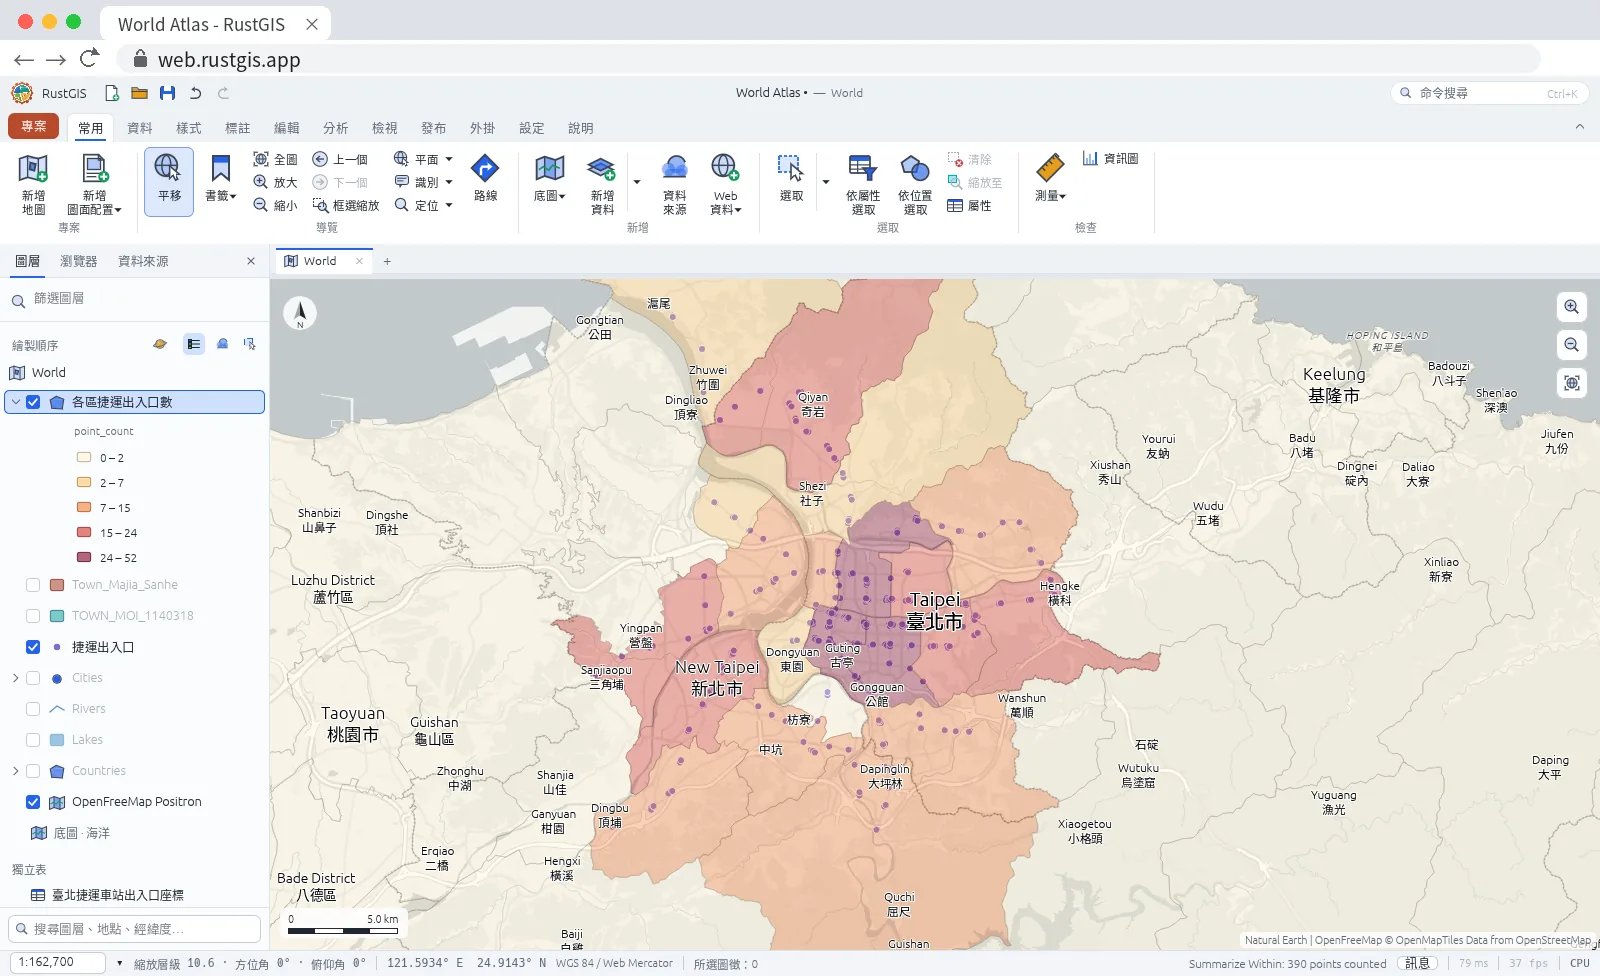 World Atlas - RustGIS
web.rustgis.app
RustGIS
World Atlas • — World
命令搜尋 Ctrl+K
專案 常用 資料 樣式 標註 編輯 分析 檢視 發布 外掛 設定 說明
新增
地圖
新增
圖面配置
專案
平移
書籤
全圖
放大
縮小
上一個
下一個
框選縮放
平面
識別
定位
路線
導覽
底圖
新增
資料
資料
來源
Web
資料
新增
選取
依屬性
選取
依位置
選取
清除
縮放至
屬性
選取
測量
資訊圖
檢查
圖層 瀏覽器 資料來源
篩選圖層
繪製順序
World
各區捷運出入口數
point_count
0 – 2
2 – 7
7 – 15
15 – 24
24 – 52
Town_Majia_Sanhe
TOWN_MOI_1140318
捷運出入口
Cities
Rivers
Lakes
Countries
OpenFreeMap Positron
底圖 · 海洋
獨立表
臺北捷運車站出入口座標
搜尋圖層、地點、經緯度…
World
N
滬尾
Gongtian
公田
Zhuwei
竹圍
Dingliao
頂寮
Qiyan
奇岩
Shezi
社子
HOPING ISLAND
和平島
Keelung
基隆市
Badouzi
八斗子
Shenao
深澳
Jiufen
九份
Yourui
友蚋
Badu
八堵
Dingnei
碇內
Daliao
大寮
Xiushan
秀山
Wudu
五堵
Xinliao
新寮
Shanbizi
山鼻子
Dingshe
頂社
Luzhu District
蘆竹區
Hengke
橫科
Taipei
臺北市
Yingpan
營盤
Sanjiaopu
三角埔
New Taipei
新北市
Dongyuan
東園
Guting
古亭
Gongguan
公館
Wanshun
萬順
枋寮
中坑
Taoyuan
桃園市
Guishan
龜山區
Zhonghu
中湖
Shanjia
山佳
Dapinglin
大坪林
石碇
Wutuku
烏塗窟
Daping
大平
Yuguang
漁光
Ganyuan
柑園
Dingbu
頂埔
Xiaogetou
小格頭
Erqiao
二橋
Hengxi
橫溪
Bade District
八德區
Quchi
屈尺
Baiji
白雞
Guishan
0 5.0 km
Natural Earth | OpenFreeMap © OpenMapTiles Data from OpenStreetMap
1:162,700
縮放層級 10.6 · 方位角 0° · 俯仰角 0°
121.5934° E 24.9143° N WGS 84 / Web Mercator
所選圖徵：0
Summarize Within: 390 points counted
訊息
79 ms
37 fps
CPU